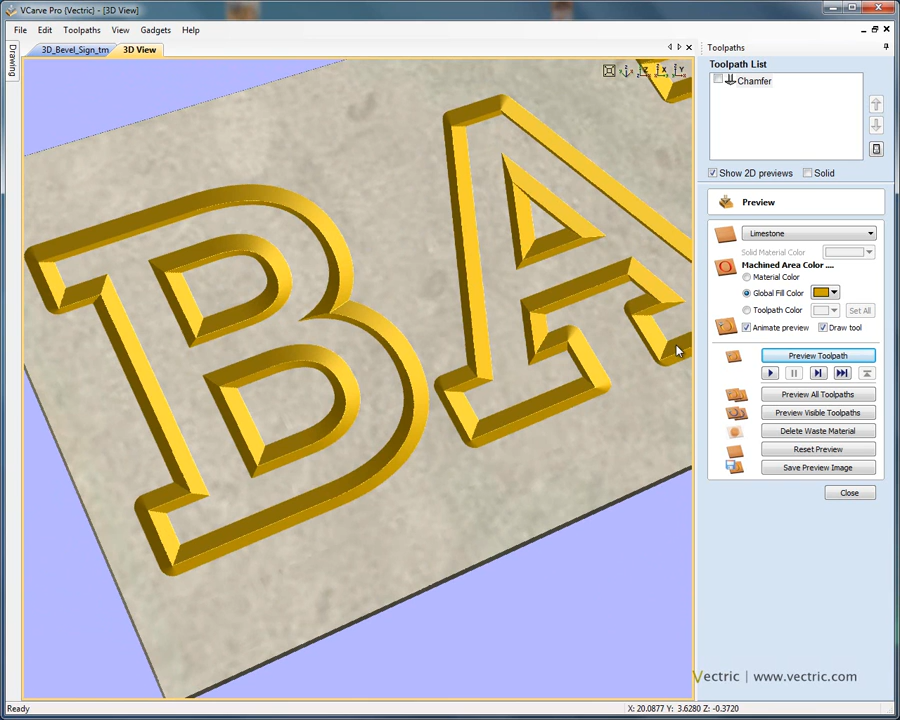 VCarve Pro (Vectric) - [3D View]
File Edit Toolpaths View Gadgets Help
Drawing
3D_Bevel_Sign_tm 3D View
BA
Toolpaths
Toolpath List
Chamfer
Show 2D previews Solid
Preview
Limestone
Solid Material Color
Machined Area Color ....
Material Color
Global Fill Color
Toolpath Color Set All
Animate preview Draw tool
Preview Toolpath
Preview All Toolpaths
Preview Visible Toolpaths
Delete Waste Material
Reset Preview
Save Preview Image
Close
Vectric | www.vectric.com
Ready X: 20.0877 Y: 3.6280 Z: -0.3720